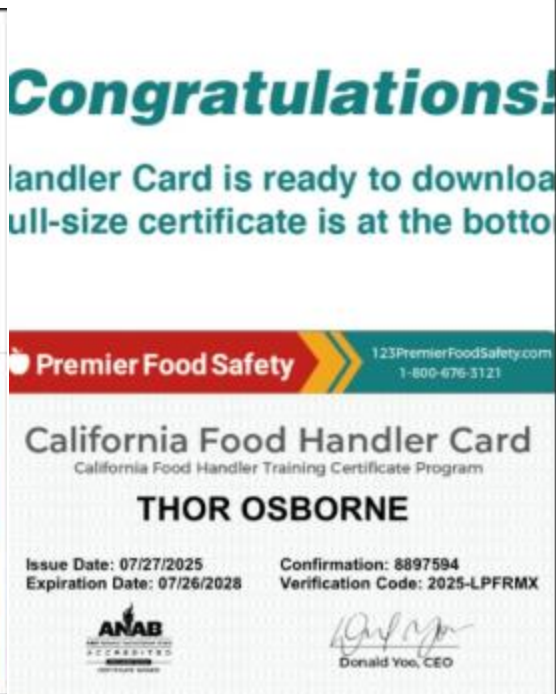 Congratulations!
andler Card is ready to downloa
ull-size certificate is at the botto
Premier Food Safety
123PremierFoodSafety.com
1-800-676-3121
California Food Handler Card
California Food Handler Training Certificate Program
THOR OSBORNE
Issue Date: 07/27/2025
Confirmation: 8897594
Expiration Date: 07/26/2028
Verification Code: 2025-LPFRMX
ANAB
ACCREDITED
Donald Yoo, CEO